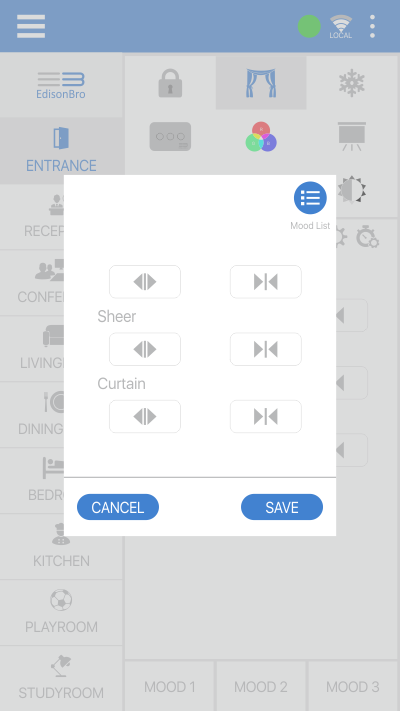 LOCAL
EdisonBro
ENTRANCE
Mood List
RECEP
CONFE
Sheer
LIVING
Curtain
DINING
BEDR
CANCEL
SAVE
KITCHEN
PLAYROOM
STUDYROOM
MOOD 1
MOOD 2
MOOD 3